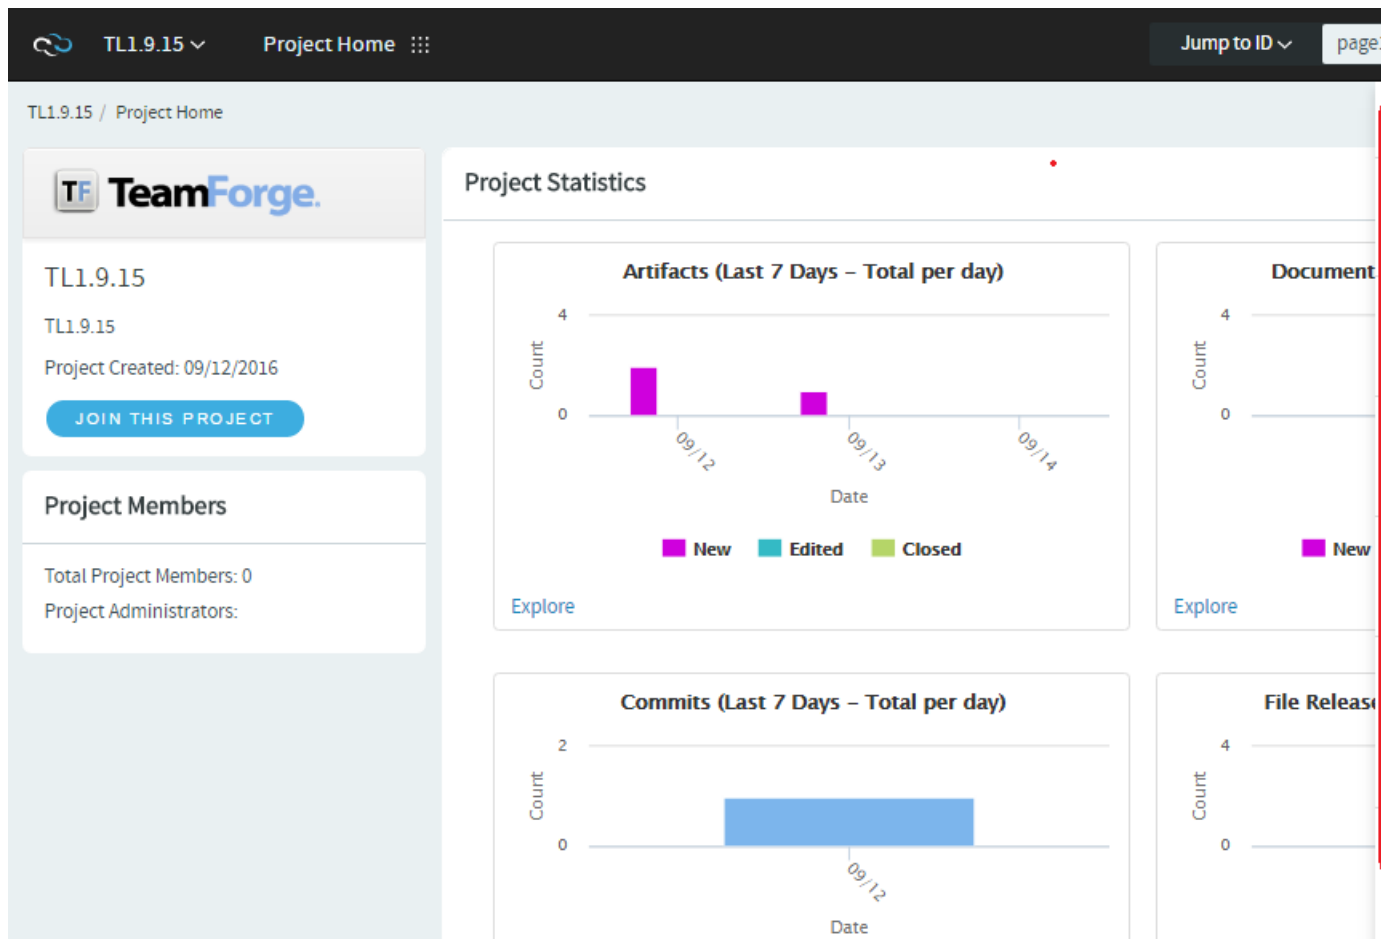 TL1.9.15 Project Home Jump to ID page
TL1.9.15 / Project Home
TF TeamForge.
TL1.9.15
TL1.9.15
Project Created: 09/12/2016
JOIN THIS PROJECT
Project Members
Total Project Members: 0
Project Administrators:
Project Statistics
Artifacts (Last 7 Days – Total per day)
4
Count
0
09/12
09/13
09/14
Date
New Edited Closed
Explore
Document
4
Count
0
New
Explore
Commits (Last 7 Days – Total per day)
2
Count
0
09/12
Date
File Release
4
Count
0